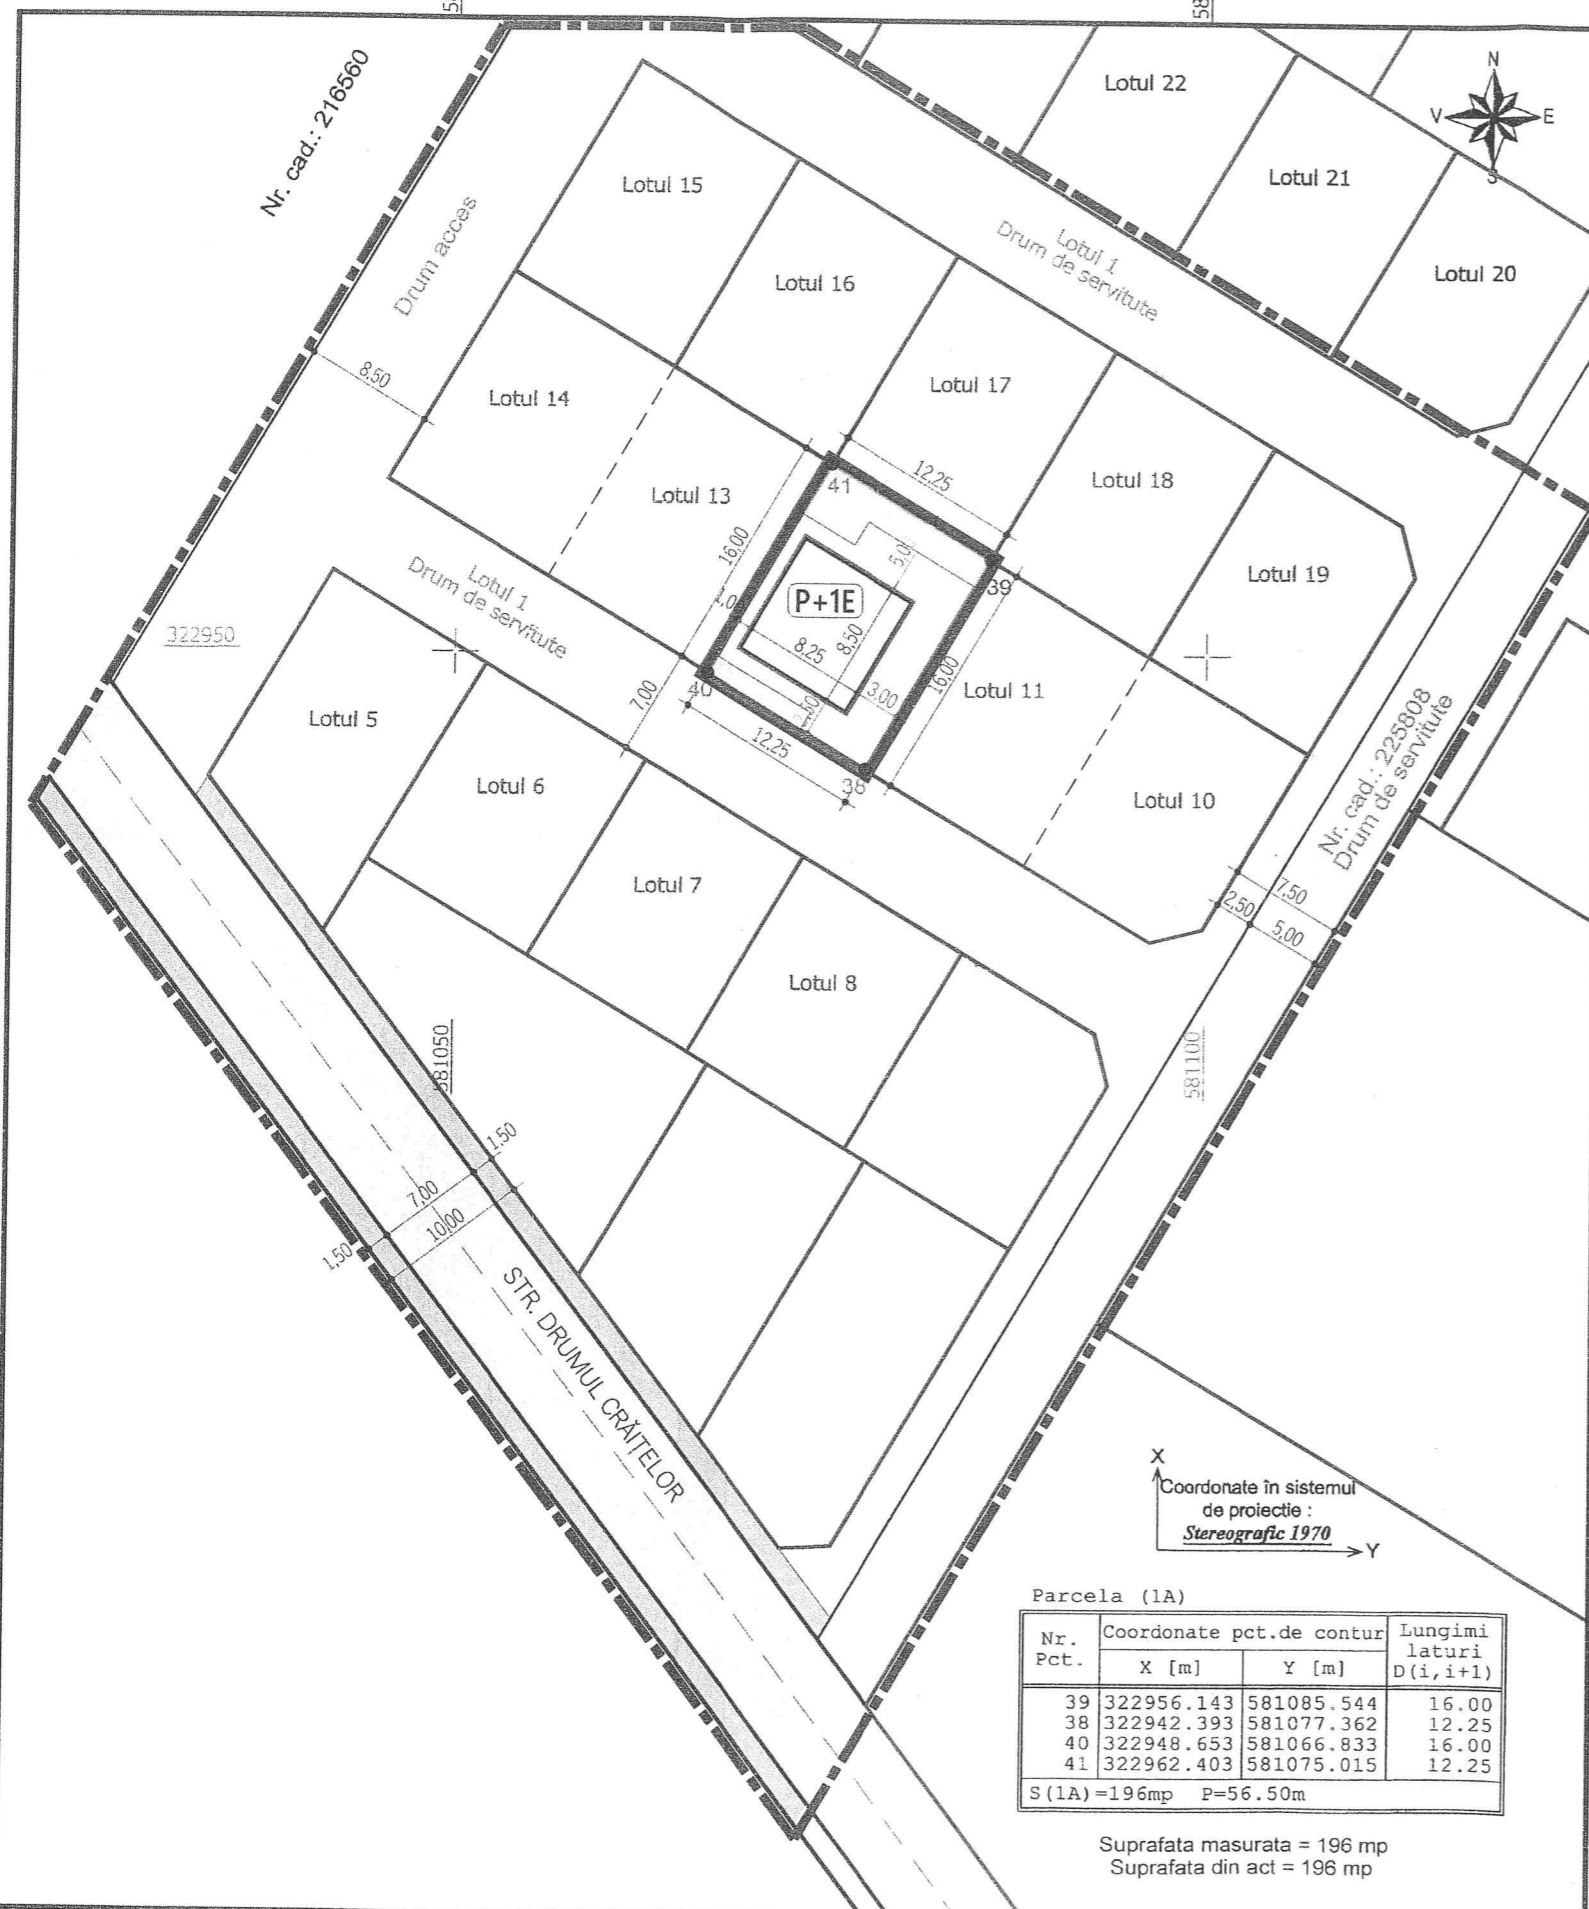 Nr. cad.: 216560
Lotul 22
N
V
E
S
Lotul 21
Lotul 20
Lotul 15
Drum acces
Lotul 1
Drum de servitute
Lotul 16
Lotul 17
8,50
Lotul 14
Lotul 13
12,25
41
Lotul 18
16,00
5,00
Lotul 19
39
Lotul 1
Drum de servitute
P+1E
322950
8,25
8,50
3,00
16,00
40
7,00
12,25
38
Lotul 11
Lotul 5
Lotul 6
Lotul 10
Nr. cad.: 225808
Drum de servitute
Lotul 7
7,50
2,50
5,00
Lotul 8
581050
581100
1,50
7,00
10,00
1,50
STR. DRUMUL CRĂIȚELOR
X
Coordonate în sistemul
de proiectie :
Stereografic 1970
Y
Parcela (1A)
Nr. Pct. Coordonate pct.de contur Lungimi laturi D(i,i+1)
X [m] Y [m]
39 322956.143 581085.544 16.00
38 322942.393 581077.362 12.25
40 322948.653 581066.833 16.00
41 322962.403 581075.015 12.25
S(1A)=196mp P=56.50m
Suprafata masurata = 196 mp
Suprafata din act = 196 mp